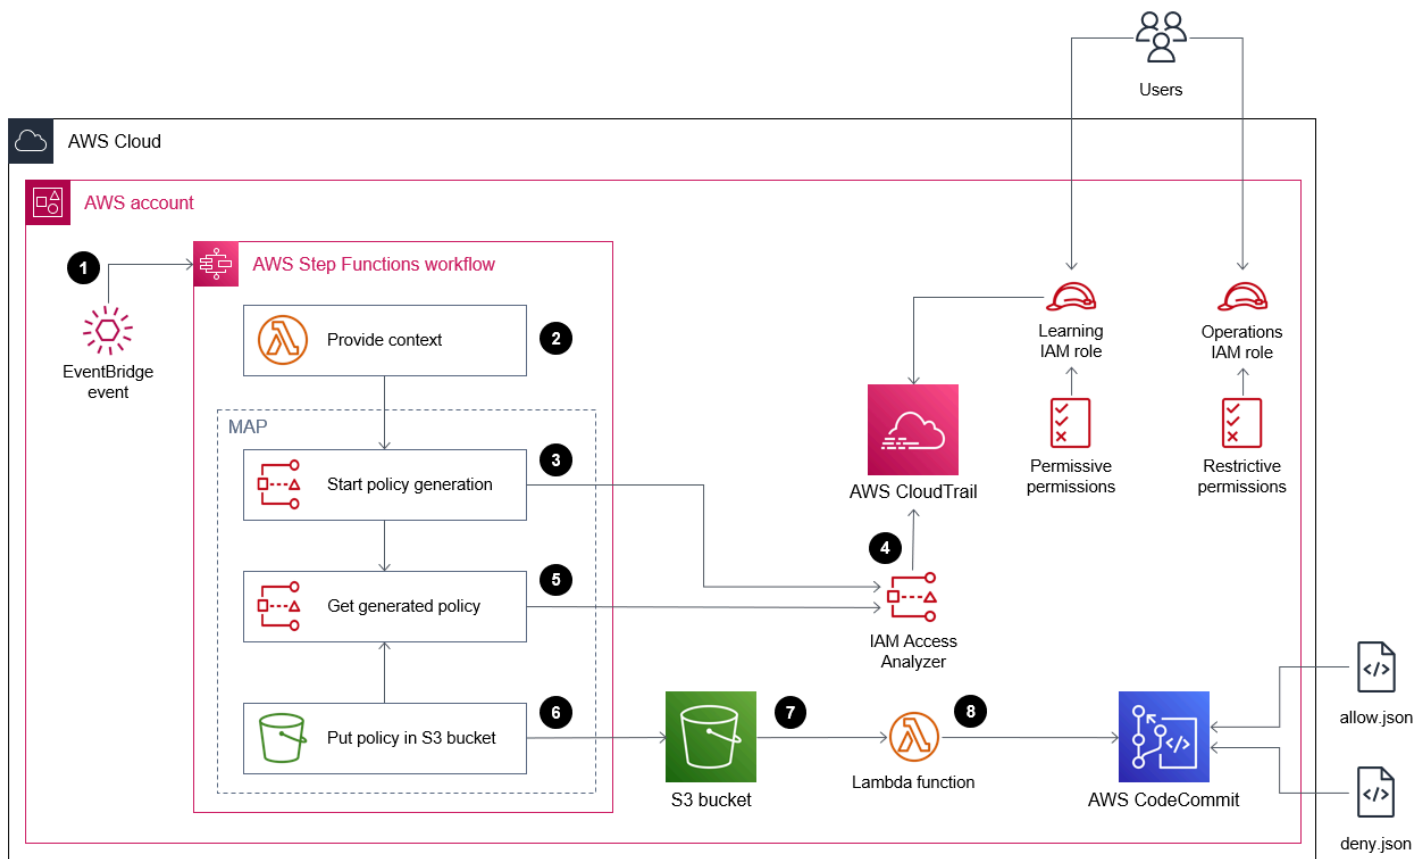 Users
AWS Cloud
AWS account
1
AWS Step Functions workflow
EventBridge
event
Provide context
2
MAP
Start policy generation
3
Get generated policy
5
Put policy in S3 bucket
6
Learning
IAM role
Operations
IAM role
AWS CloudTrail
Permissive
permissions
Restrictive
permissions
4
IAM Access
Analyzer
S3 bucket
7
Lambda function
8
AWS CodeCommit
allow.json
deny.json